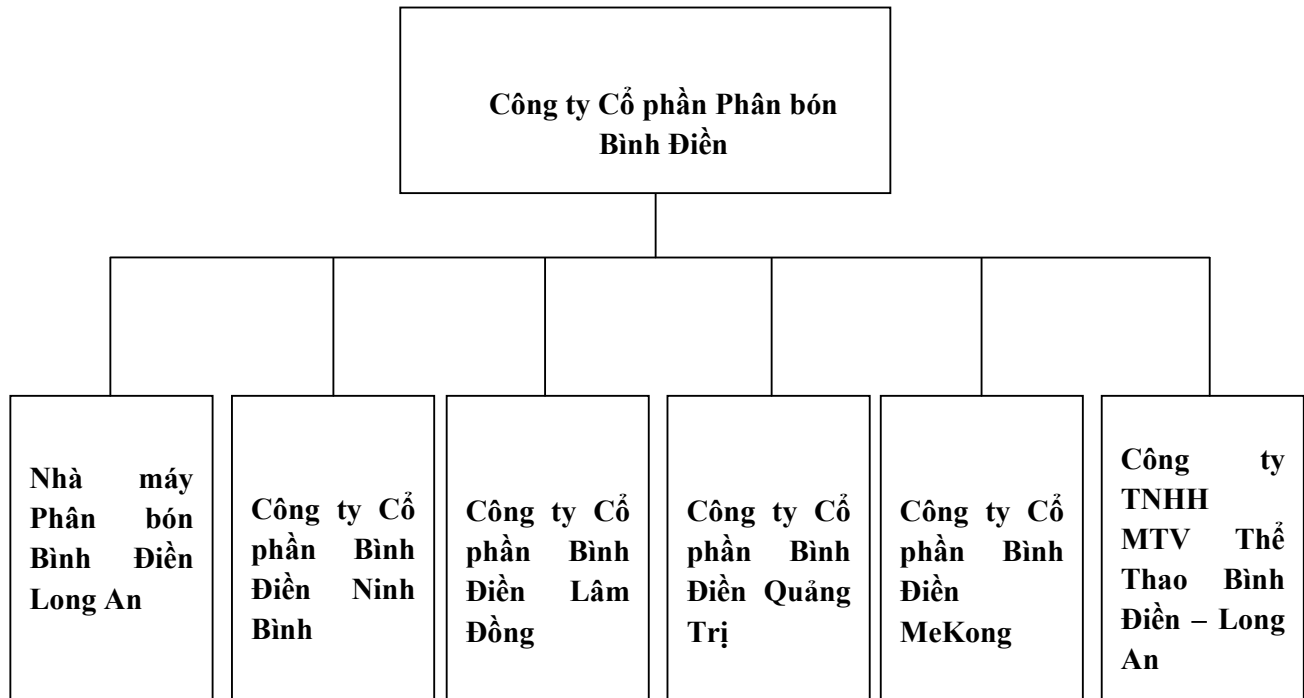 Công ty Cổ phần Phân bón
Bình Điền
Nhà máy
Phân bón
Bình Điền
Long An
Công ty Cổ
phần Bình
Điền Ninh
Bình
Công ty Cổ
phần Bình
Điền Lâm
Đồng
Công ty Cổ
phần Bình
Điền Quảng
Trị
Công ty Cổ
phần Bình
Điền
MeKong
Công ty
TNHH
MTV Thể
Thao Bình
Điền – Long
An